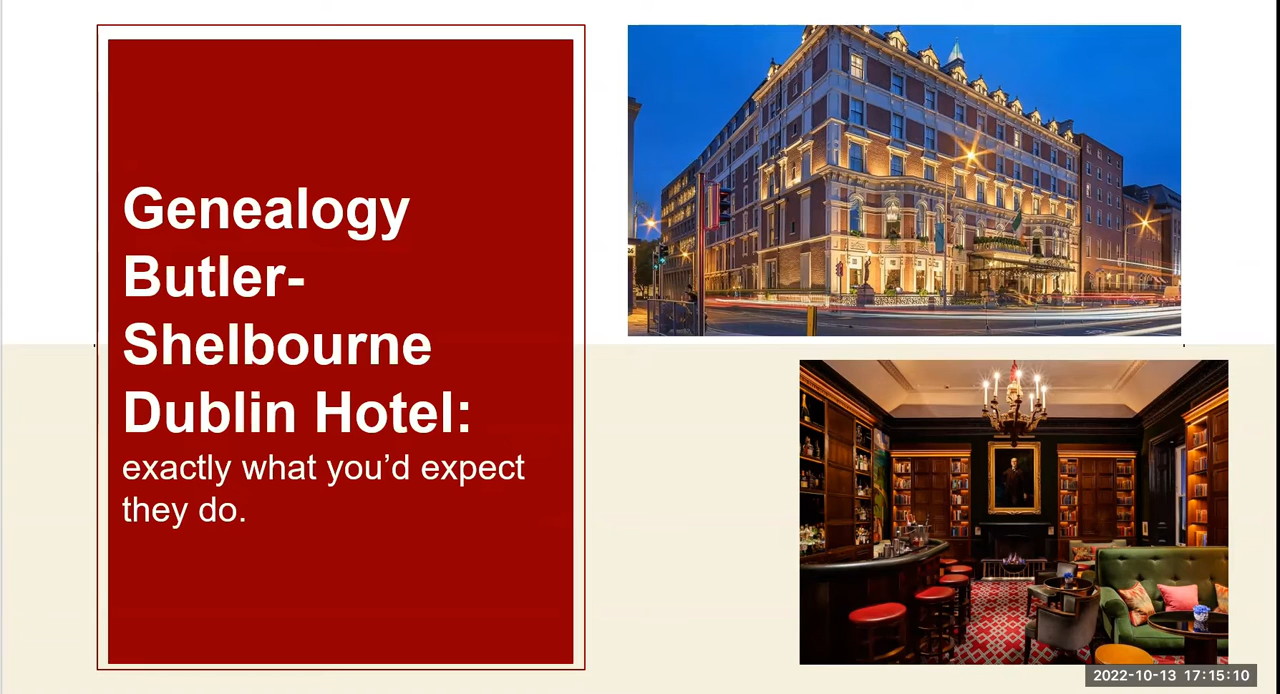 Genealogy
Butler-
Shelbourne
Dublin Hotel:
exactly what you’d expect
they do.
2022-10-13 17:15:10